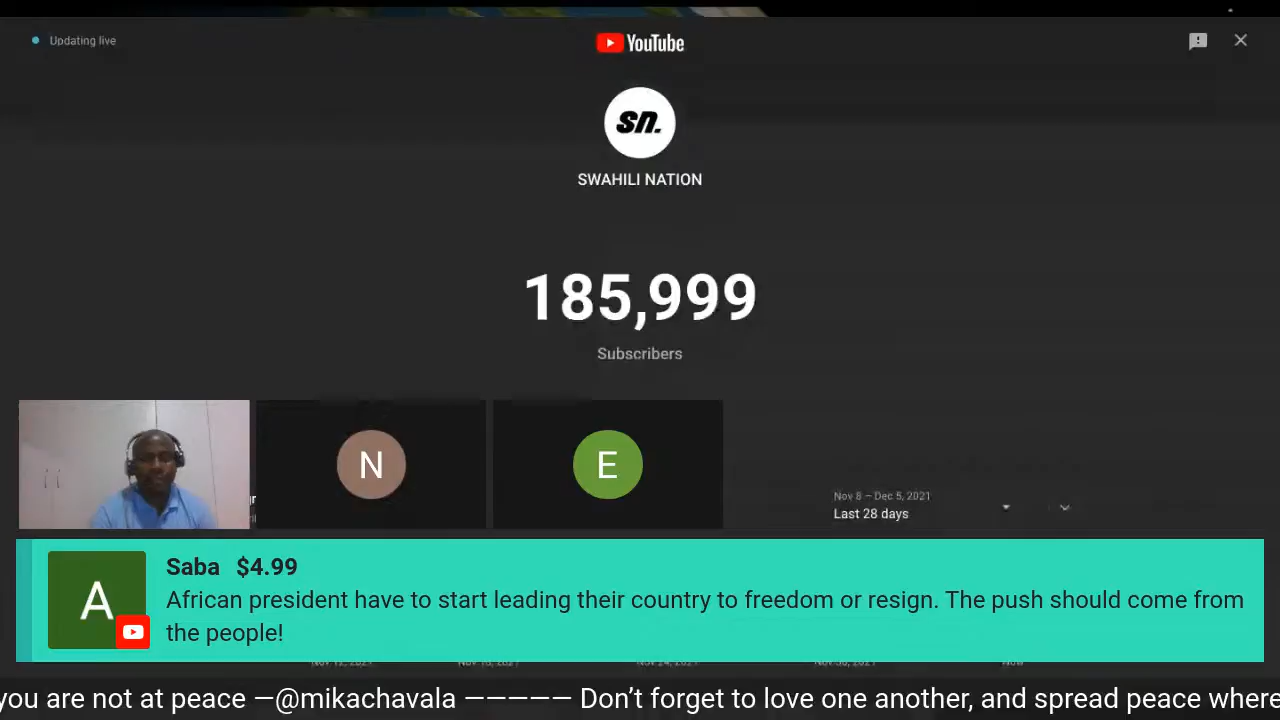 Updating live
YouTube
sn.
SWAHILI NATION
185,999
Subscribers
N
E
Nov 8 – Dec 5, 2021
Last 28 days
A
Saba $4.99
African president have to start leading their country to freedom or resign. The push should come from
the people!
you are not at peace —@mikachavala ————— Don’t forget to love one another, and spread peace where